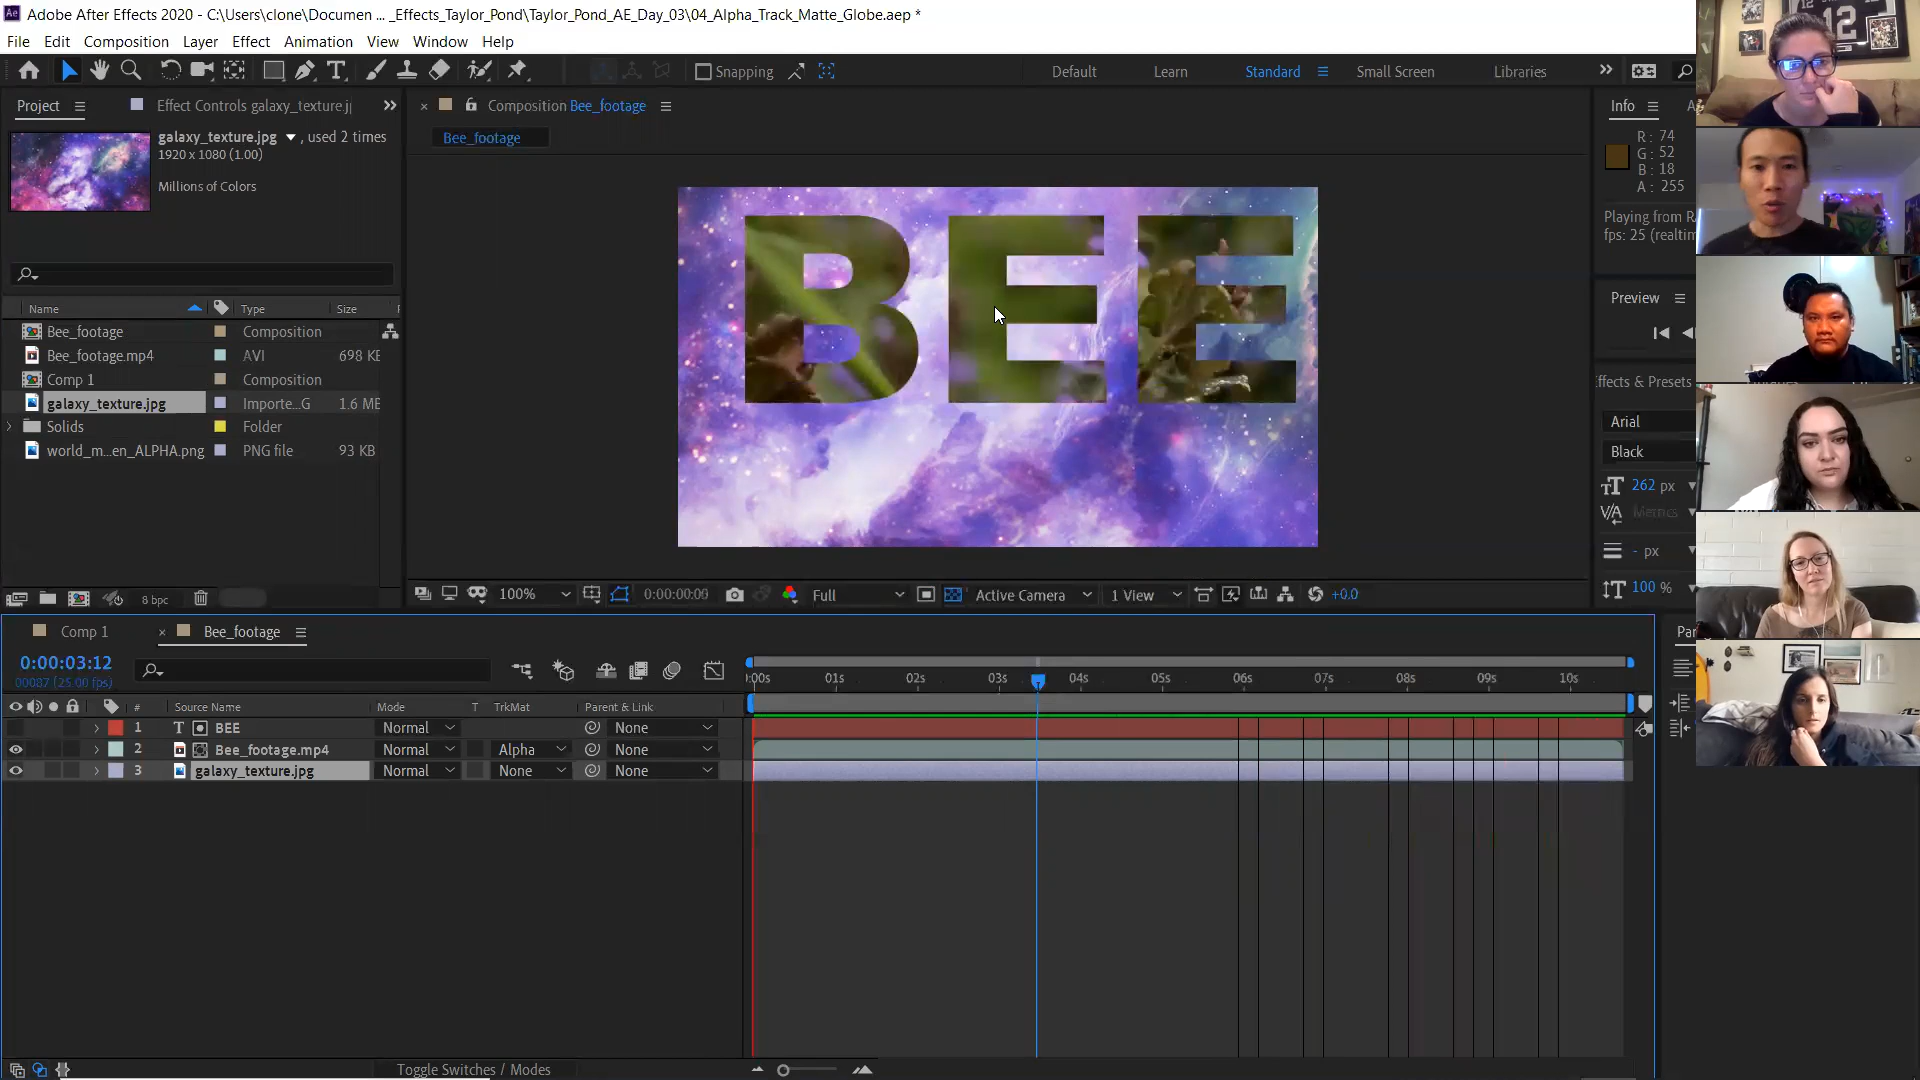 Adobe After Effects 2020 - C:\Users\clone\Documen ... _Effects_Taylor_Pond\Taylor_Pond_AE_Day_03\04_Alpha_Track_Matte_Globe.aep *
File Edit Composition Layer Effect Animation View Window Help
Snapping Default Learn Standard Small Screen Libraries
Project Effect Controls galaxy_texture.j
galaxy_texture.jpg , used 2 times
1920 x 1080 (1.00)
Millions of Colors
Name Type Size
Bee_footage Composition
Bee_footage.mp4 AVI 698 KB
Comp 1 Composition
galaxy_texture.jpg Importe...G 1.6 MB
Solids Folder
world_m...en_ALPHA.png PNG file 93 KB
8 bpc
Composition Bee_footage
Bee_footage
BEE
100% 0:00:00:00 Full Active Camera 1 View +0.0
Info
R : 74
G : 52
B : 18
A : 255
Playing from RA
fps: 25 (realtim
Preview
Effects & Presets
Arial
Black
262 px
Metrics
- px
100 %
Comp 1 Bee_footage
0:00:03:12
00087 (25.00 fps)
:00s 01s 02s 03s 04s 05s 06s 07s 08s 09s 10s
# Source Name Mode T TrkMat Parent & Link
1 T BEE Normal None
2 Bee_footage.mp4 Normal Alpha None
3 galaxy_texture.jpg Normal None None
Toggle Switches / Modes
Par
12